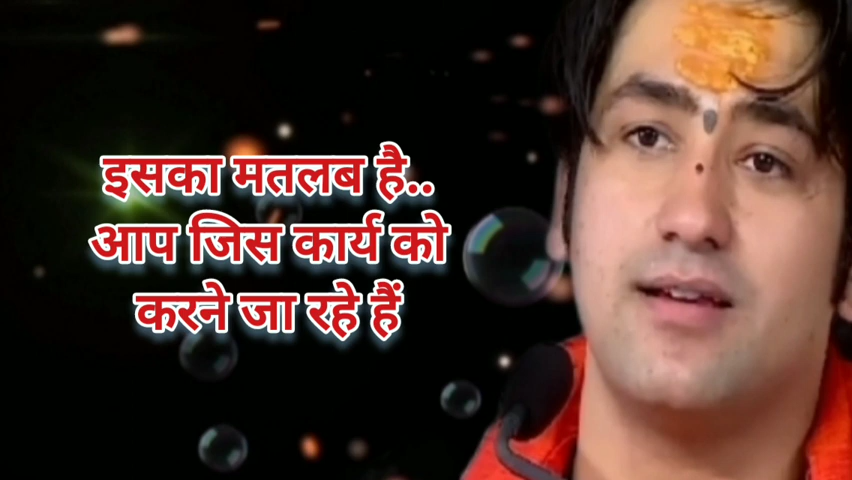 इसका मतलब है..
आप जिस कार्य को
करने जा रहे हैं